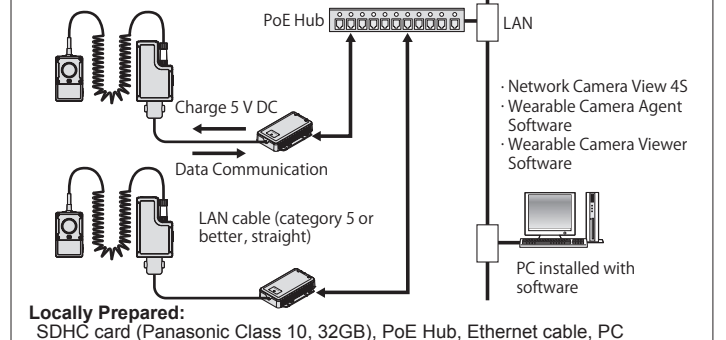 PoE Hub
LAN
· Network Camera View 4S
· Wearable Camera Agent
Software
· Wearable Camera Viewer
Software
Charge 5 V DC
Data Communication
LAN cable (category 5 or
better, straight)
PC installed with
software
Locally Prepared:
SDHC card (Panasonic Class 10, 32GB), PoE Hub, Ethernet cable, PC